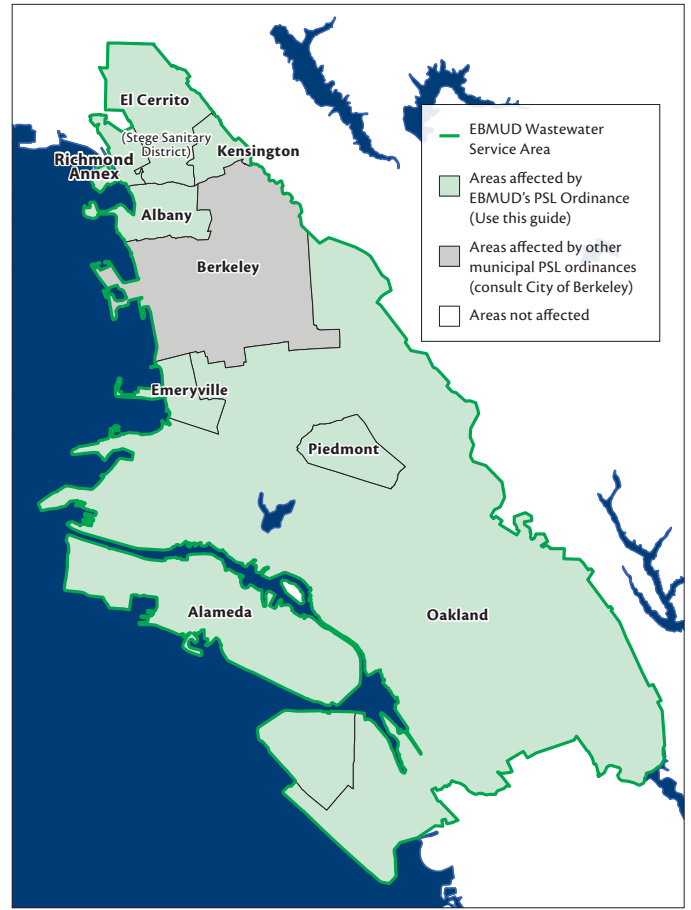 El Cerrito
(Stege Sanitary
District)
Kensington
Richmond
Annex
Albany
Berkeley
Emeryville
Piedmont
Alameda
Oakland
EBMUD Wastewater
Service Area
Areas affected by
EBMUD's PSL Ordinance
(Use this guide)
Areas affected by other
municipal PSL ordinances
(consult City of Berkeley)
Areas not affected